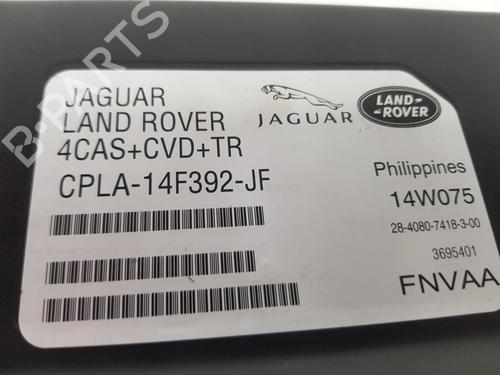 JAGUAR
LAND ROVER
4CAS+CVD+TR
CPLA-14F392-JF
JAGUAR
LAND-
ROVER
Philippines
14W075
28-4080-7418-3-00
3695401
FNVAA
B-PARTS